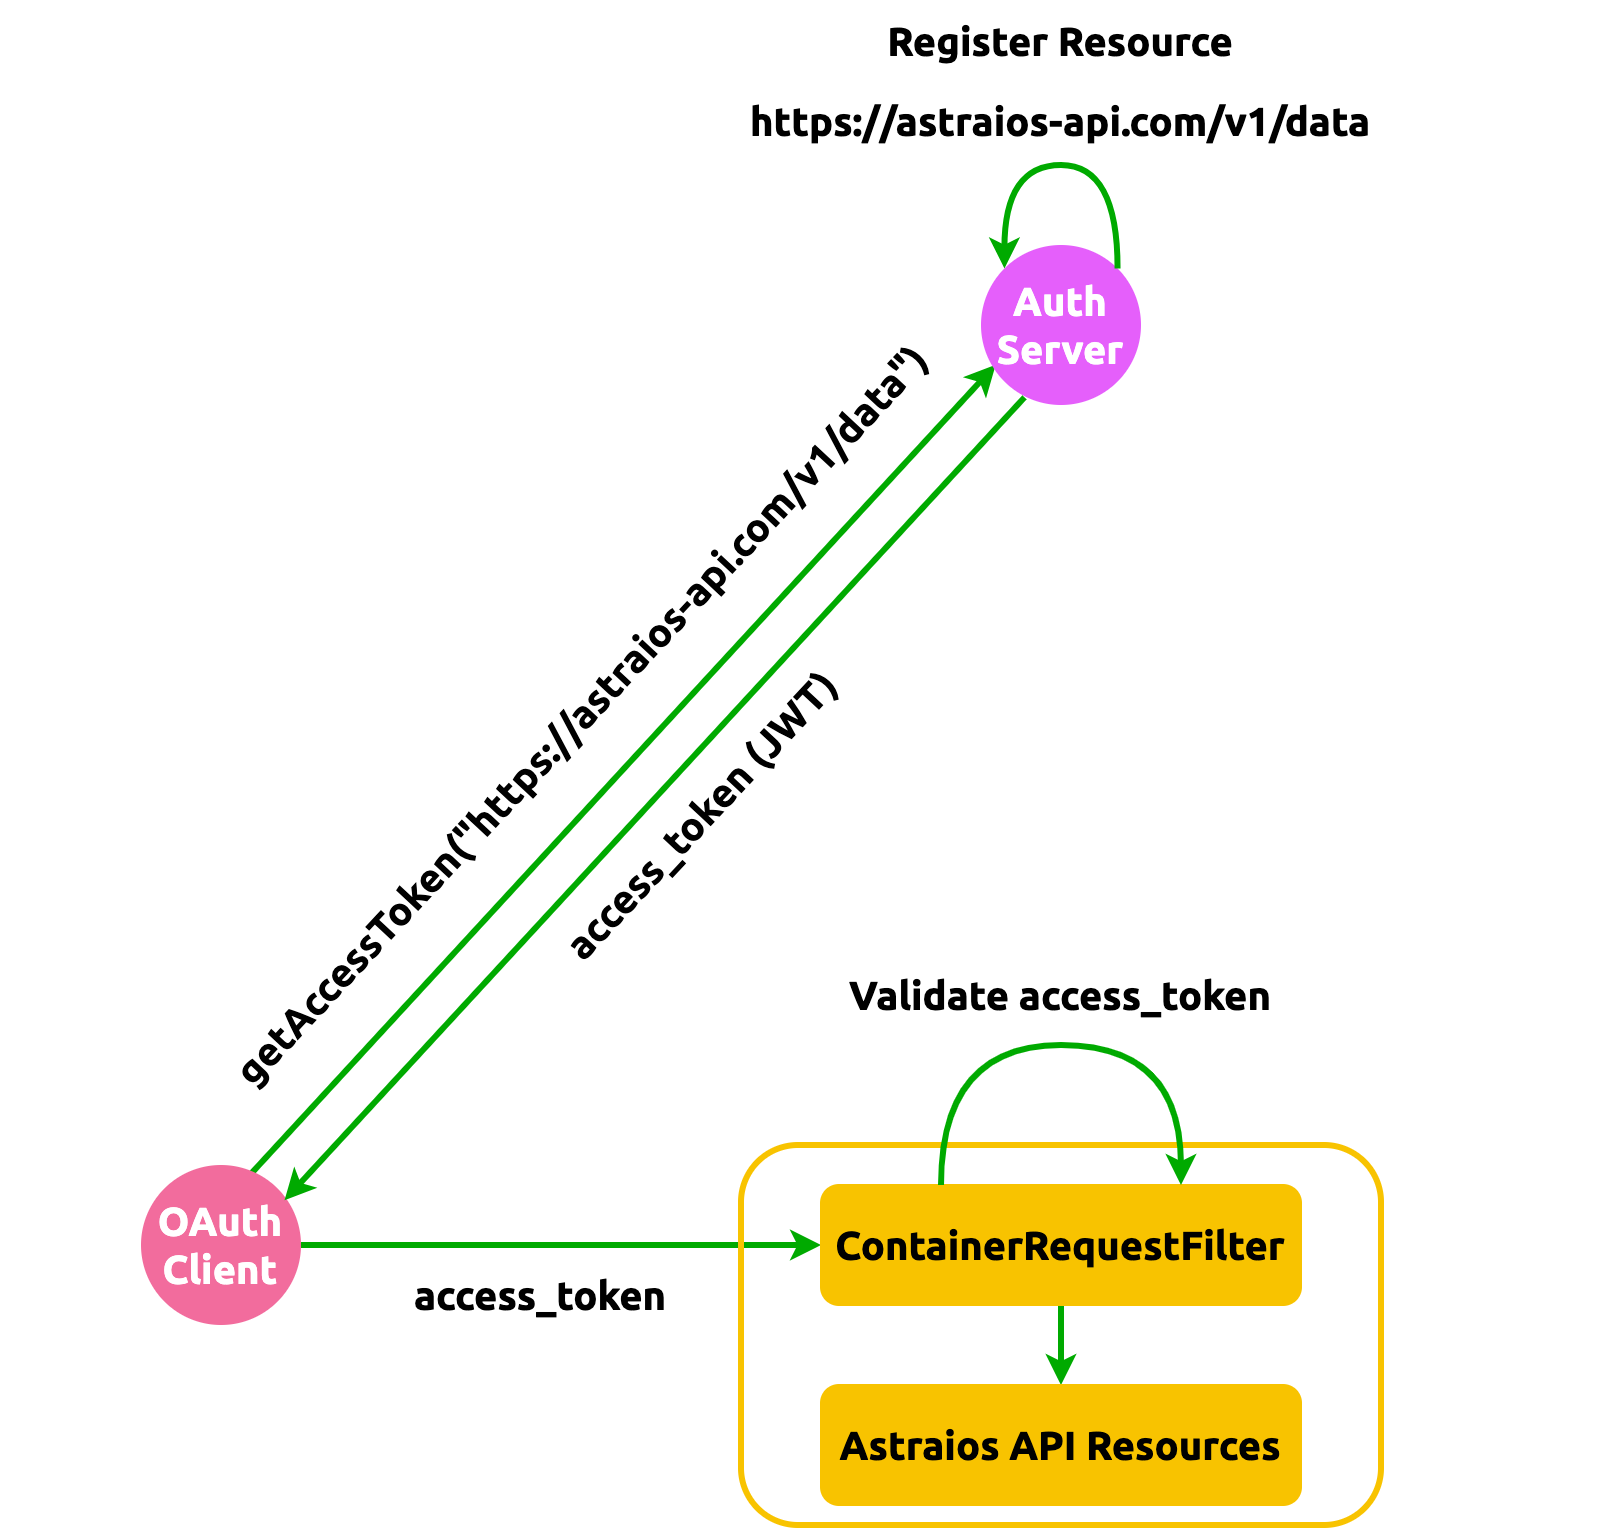 Register Resource
https://astraios-api.com/v1/data
Auth
Server
getAccessToken("https://astraios-api.com/v1/data")
access_token (JWT)
Validate access_token
OAuth
Client
access_token
ContainerRequestFilter
Astraios API Resources